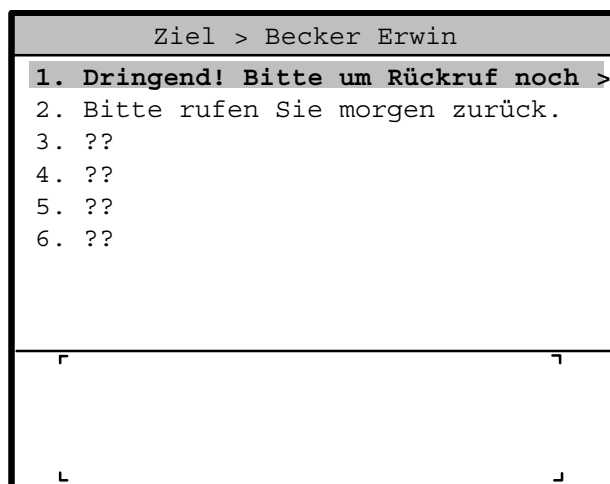 Ziel > Becker Erwin
1. Dringend! Bitte um Rückruf noch >
2. Bitte rufen Sie morgen zurück.
3. ??
4. ??
5. ??
6. ??